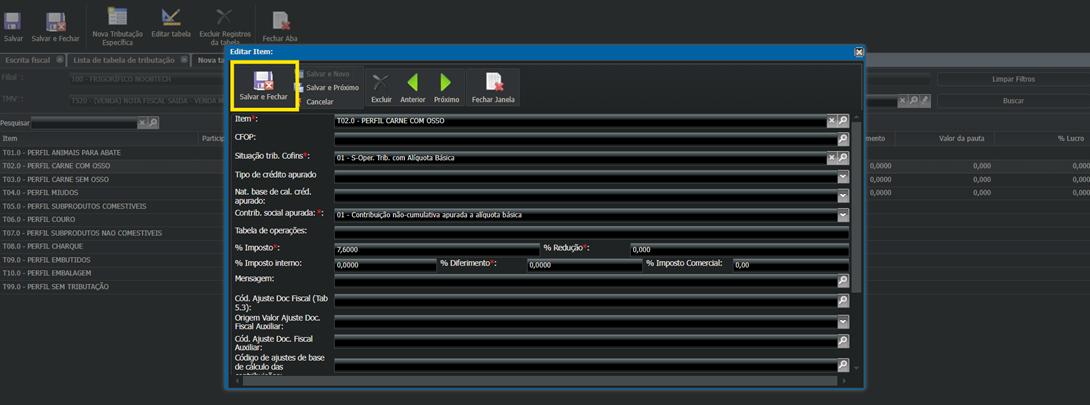 Salvar
Salvar e Fechar
Nova Tributação
Específica
Editar tabela
Excluir Registros
da tabela
Fechar Aba
Escrita fiscal
Lista de tabela de tributação
Nova ta
Filial*:
100 - FRIGORÍFICO NOORTECH
TMV*:
T520 - (VENDA) NOTA FISCAL SAIDA - VENDA M
Limpar Filtros
Buscar
Pesquisar
Item
Particip
mento
Valor da pauta
% Lucro
T01.0 - PERFIL ANIMAIS PARA ABATE
T02.0 - PERFIL CARNE COM OSSO
0,0000
0,000
0,0000
T03.0 - PERFIL CARNE SEM OSSO
0,0000
0,000
0,0000
T04.0 - PERFIL MIUDOS
0,0000
0,000
0,0000
T05.0 - PERFIL SUBPRODUTOS COMESTIVEIS
T06.0 - PERFIL COURO
T07.0 - PERFIL SUBPRODUTOS NAO COMESTIVEIS
T08.0 - PERFIL CHARQUE
T09.0 - PERFIL EMBUTIDOS
T10.0 - PERFIL EMBALAGEM
T99.0 - PERFIL SEM TRIBUTAÇÃO
Editar Item:
Salvar e Fechar
Salvar e Novo
Salvar e Próximo
Cancelar
Excluir
Anterior
Próximo
Fechar Janela
Item*:
T02.0 - PERFIL CARNE COM OSSO
CFOP:
Situação trib. Cofins*:
01 - S-Oper. Trib. com Alíquota Básica
Tipo de crédito apurado
Nat. base de cal. créd.
apurado:
Contrib. social apurada: *:
01 - Contribuição não-cumulativa apurada a alíquota básica
Tabela de operações:
% Imposto*:
7,6000
% Redução*:
0,000
% Imposto interno:
0,0000
% Diferimento*:
0,0000
% Imposto Comercial:
0,00
Mensagem:
Cód. Ajuste Doc Fiscal (Tab
5.3):
Origem Valor Ajuste Doc.
Fiscal Auxiliar:
Cód. Ajuste Doc. Fiscal
Auxiliar:
Código de ajustes de base
de cálculo das